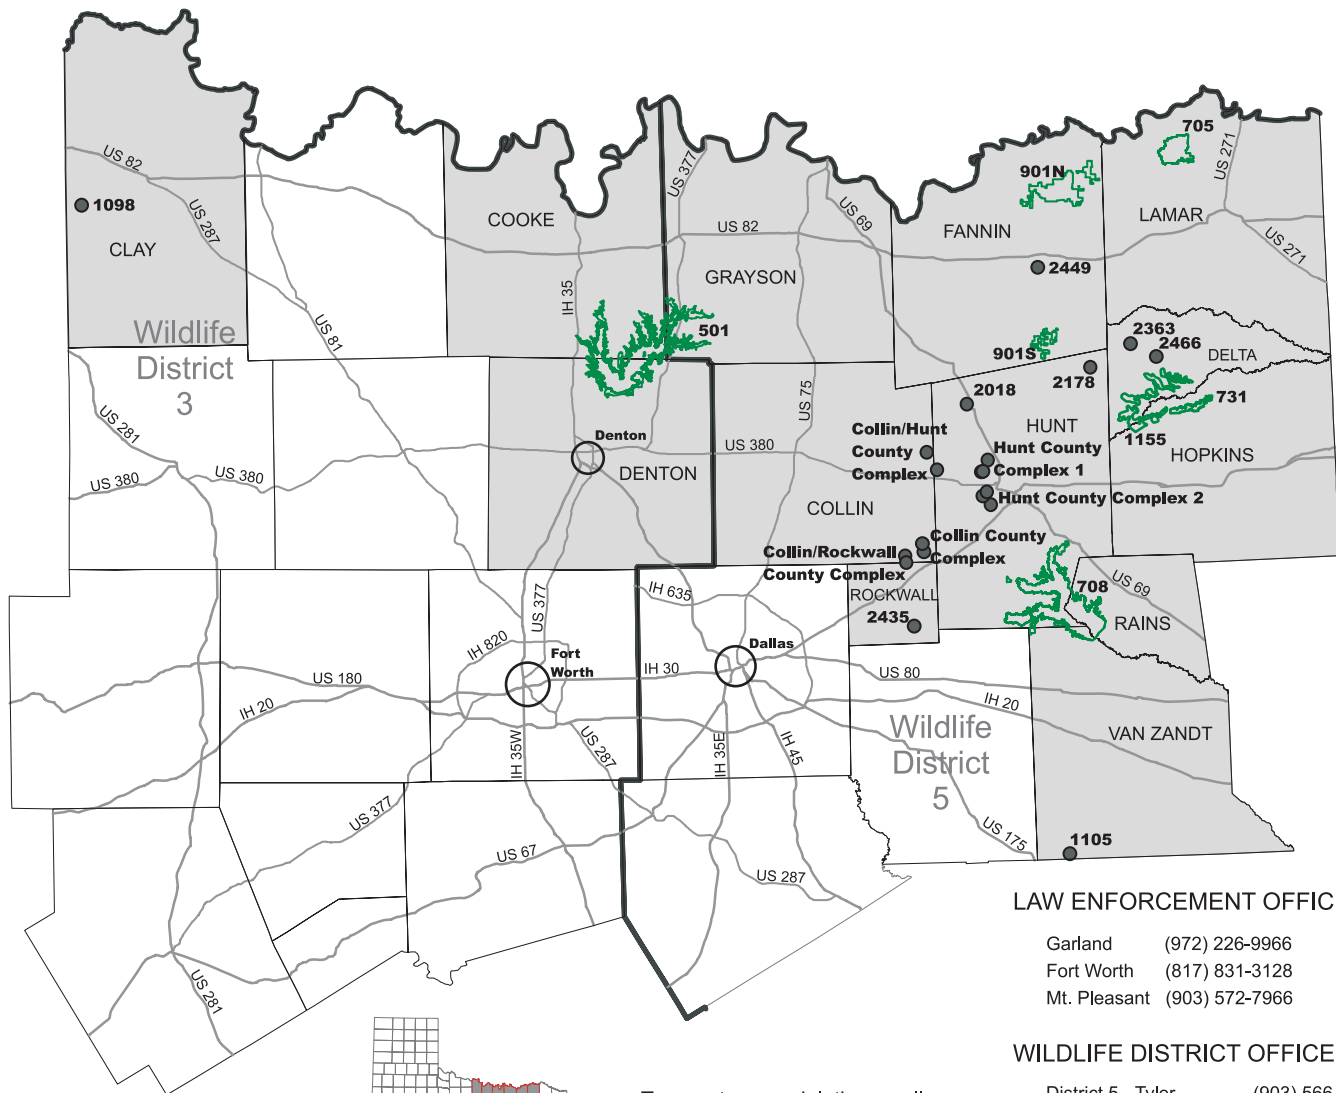 705
US 271
US 82
US 377
901N
1098
US 287
US 69
COOKE
LAMAR
CLAY
US 82
FANNIN
US 271
2449
GRAYSON
IH 35
Wildlife
District
3
US 81
501
2363
2466
901S
DELTA
2178
2018
US 75
731
US 281
Collin/Hunt
County
Complex
HUNT
1155
Denton
US 380
Hunt County
Complex 1
HOPKINS
US 380
US 380
DENTON
COLLIN
Hunt County Complex 2
Collin County
Complex
Collin/Rockwall
County Complex
US 377
IH 635
ROCKWALL
708
US 69
2435
RAINS
IH 820
Fort
Worth
Dallas
US 180
IH 30
US 80
IH 20
IH 20
Wildlife
District
5
VAN ZANDT
IH 35W
US 287
IH 35E
IH 45
US 377
US 175
1105
US 67
US 287
US 281
LAW ENFORCEMENT OFFIC
Garland (972) 226-9966
Fort Worth (817) 831-3128
Mt. Pleasant (903) 572-7966
WILDLIFE DISTRICT OFFICE